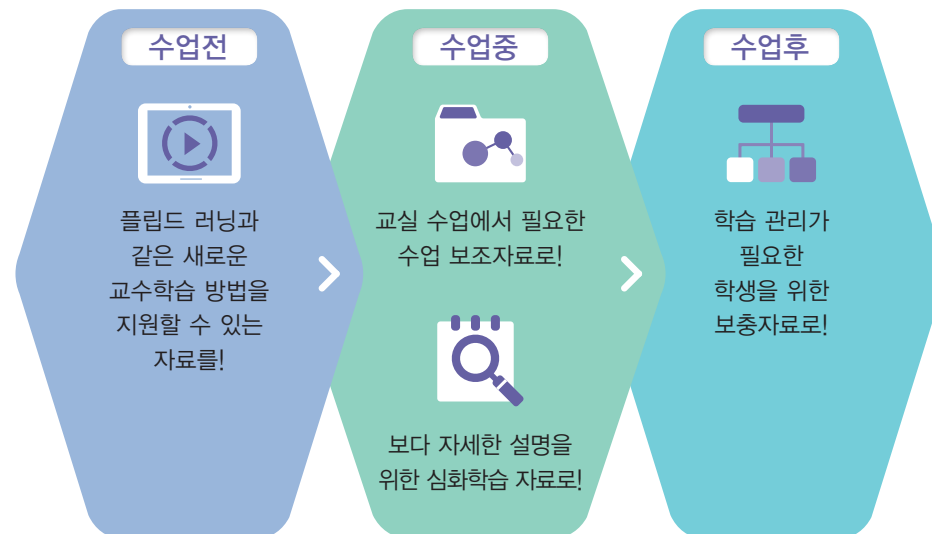 수업전
플립드 러닝과
같은 새로운
교수학습 방법을
지원할 수 있는
자료를!
수업중
교실 수업에서 필요한
수업 보조자료로!
보다 자세한 설명을
위한 심화학습 자료로!
수업후
학습 관리가
필요한
학생을 위한
보충자료로!